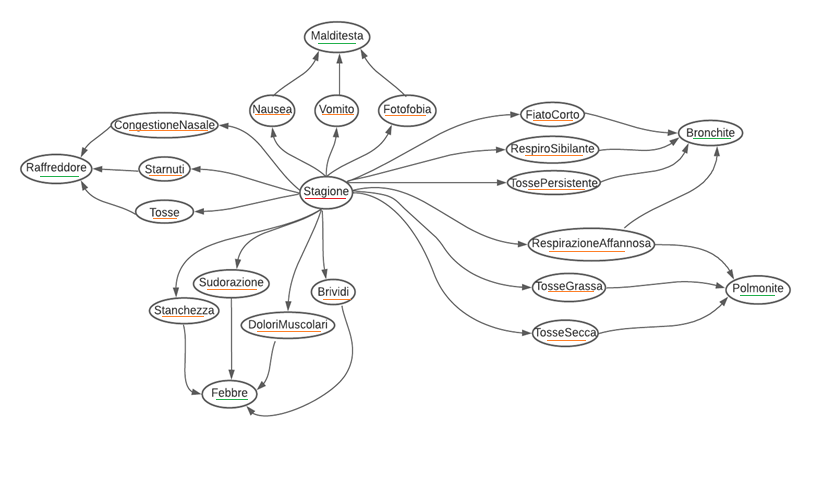 Malditesta
Nausea
Vomito
Fotofobia
CongestioneNasale
FiatoCorto
Bronchite
RespiroSibilante
Raffreddore
Starnuti
TossePersistente
Stagione
Tosse
RespirazioneAffannosa
Sudorazione
TosseGrassa
Polmonite
Brividi
Stanchezza
DoloriMuscolari
TosseSecca
Febbre